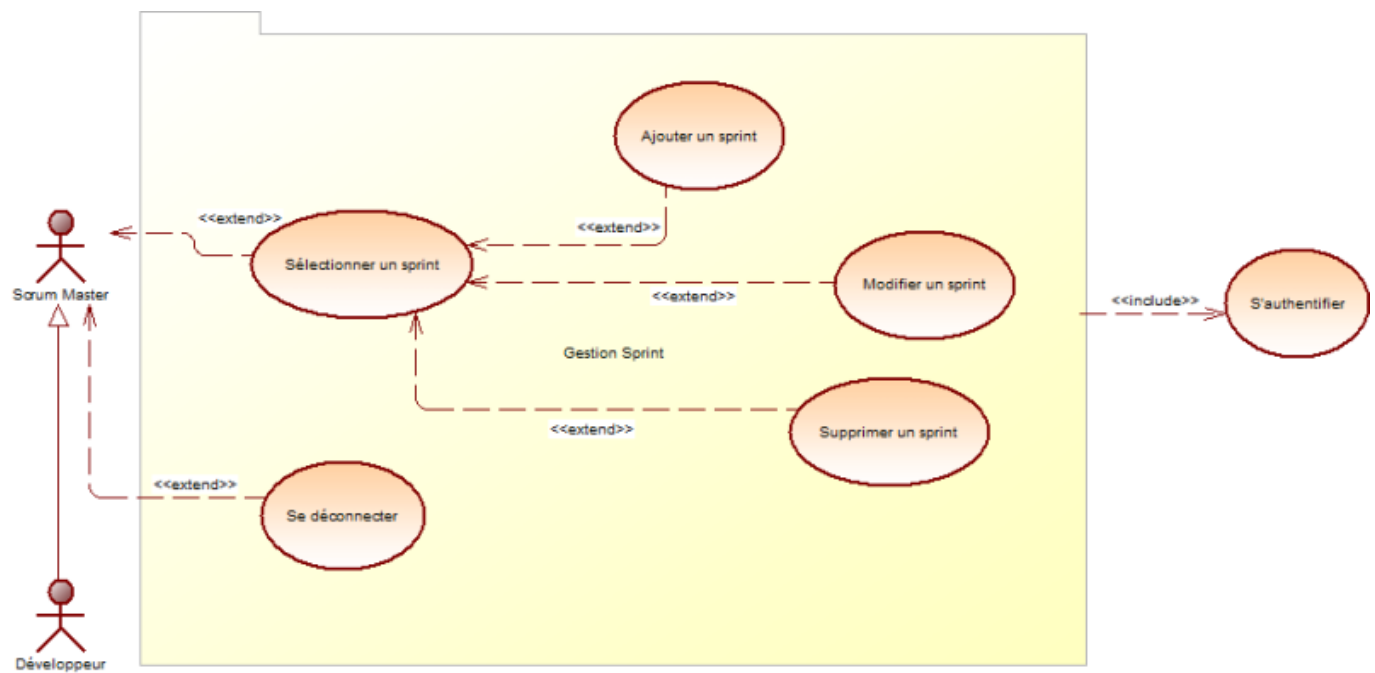 Ajouter un sprint
<<extend>>
<<extend>>
Sélectionner un sprint
Modifier un sprint
<<extend>>
Scrum Master
<<include>>
S'authentifier
Gestion Sprint
<<extend>>
Supprimer un sprint
<<extend>>
Se déconnecter
Développeur